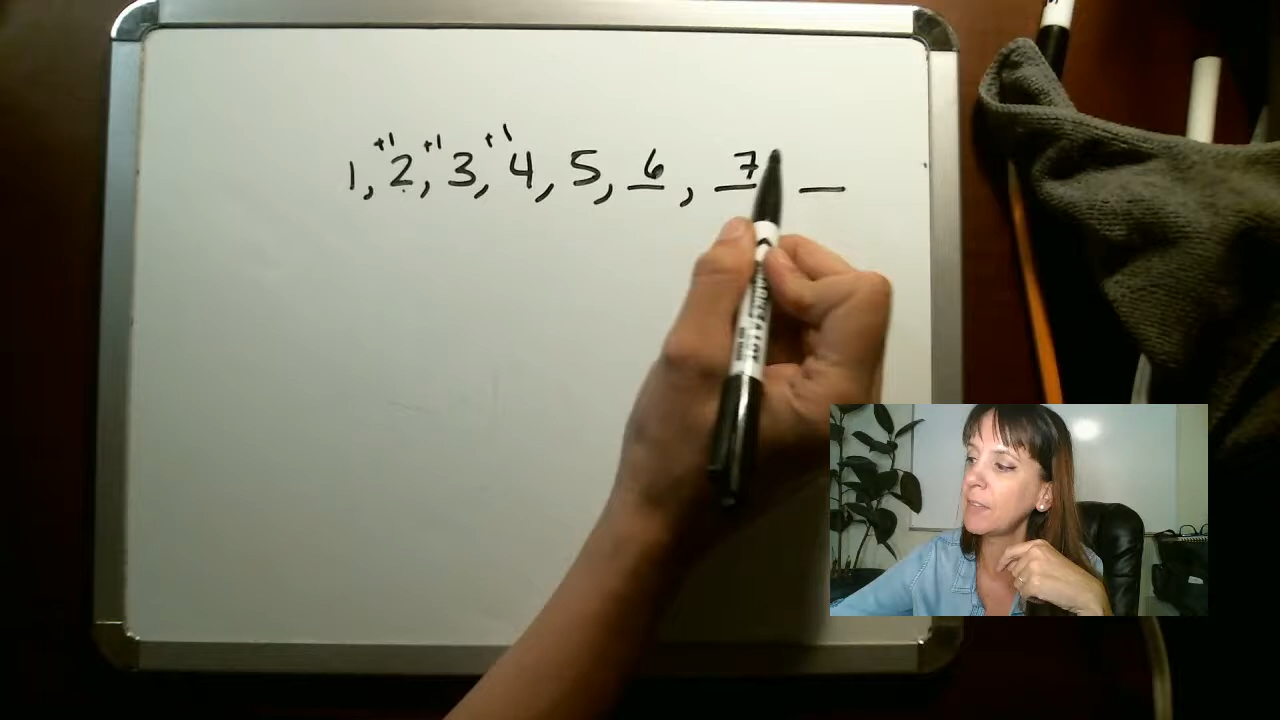 +1 +1 +1
1, 2, 3, 4, 5, 6, 7 _